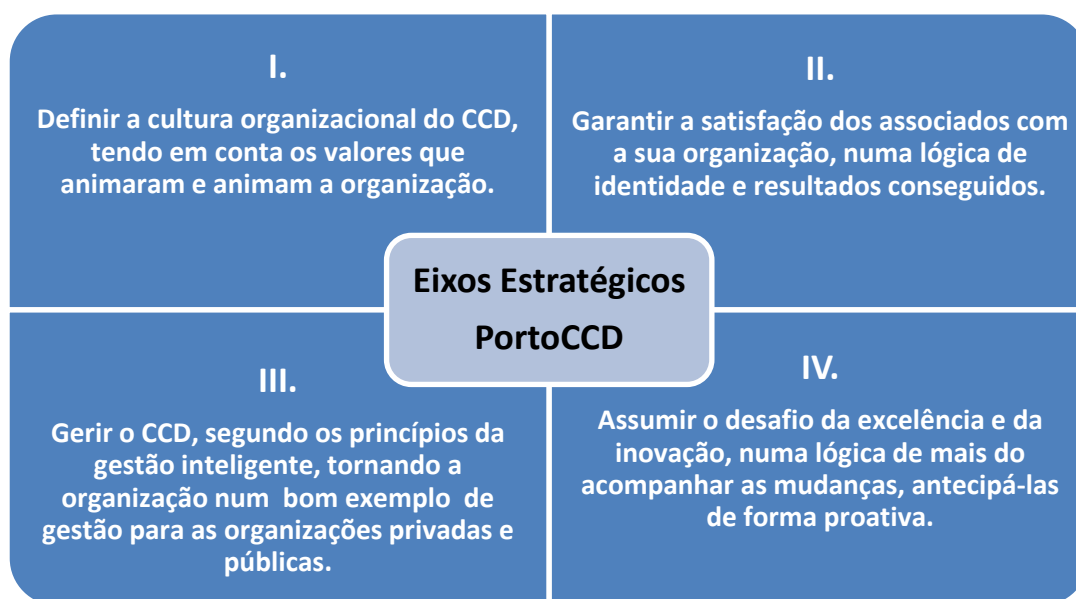 I.
Definir a cultura organizacional do CCD,
tendo em conta os valores que
animaram e animam a organização.
II.
Garantir a satisfação dos associados com
a sua organização, numa lógica de
identidade e resultados conseguidos.
Eixos Estratégicos
PortoCCD
III.
Gerir o CCD, segundo os princípios da
gestão inteligente, tornando a
organização num bom exemplo de
gestão para as organizações privadas e
públicas.
IV.
Assumir o desafio da excelência e da
inovação, numa lógica de mais do
acompanhar as mudanças, antecipá-las
de forma proativa.